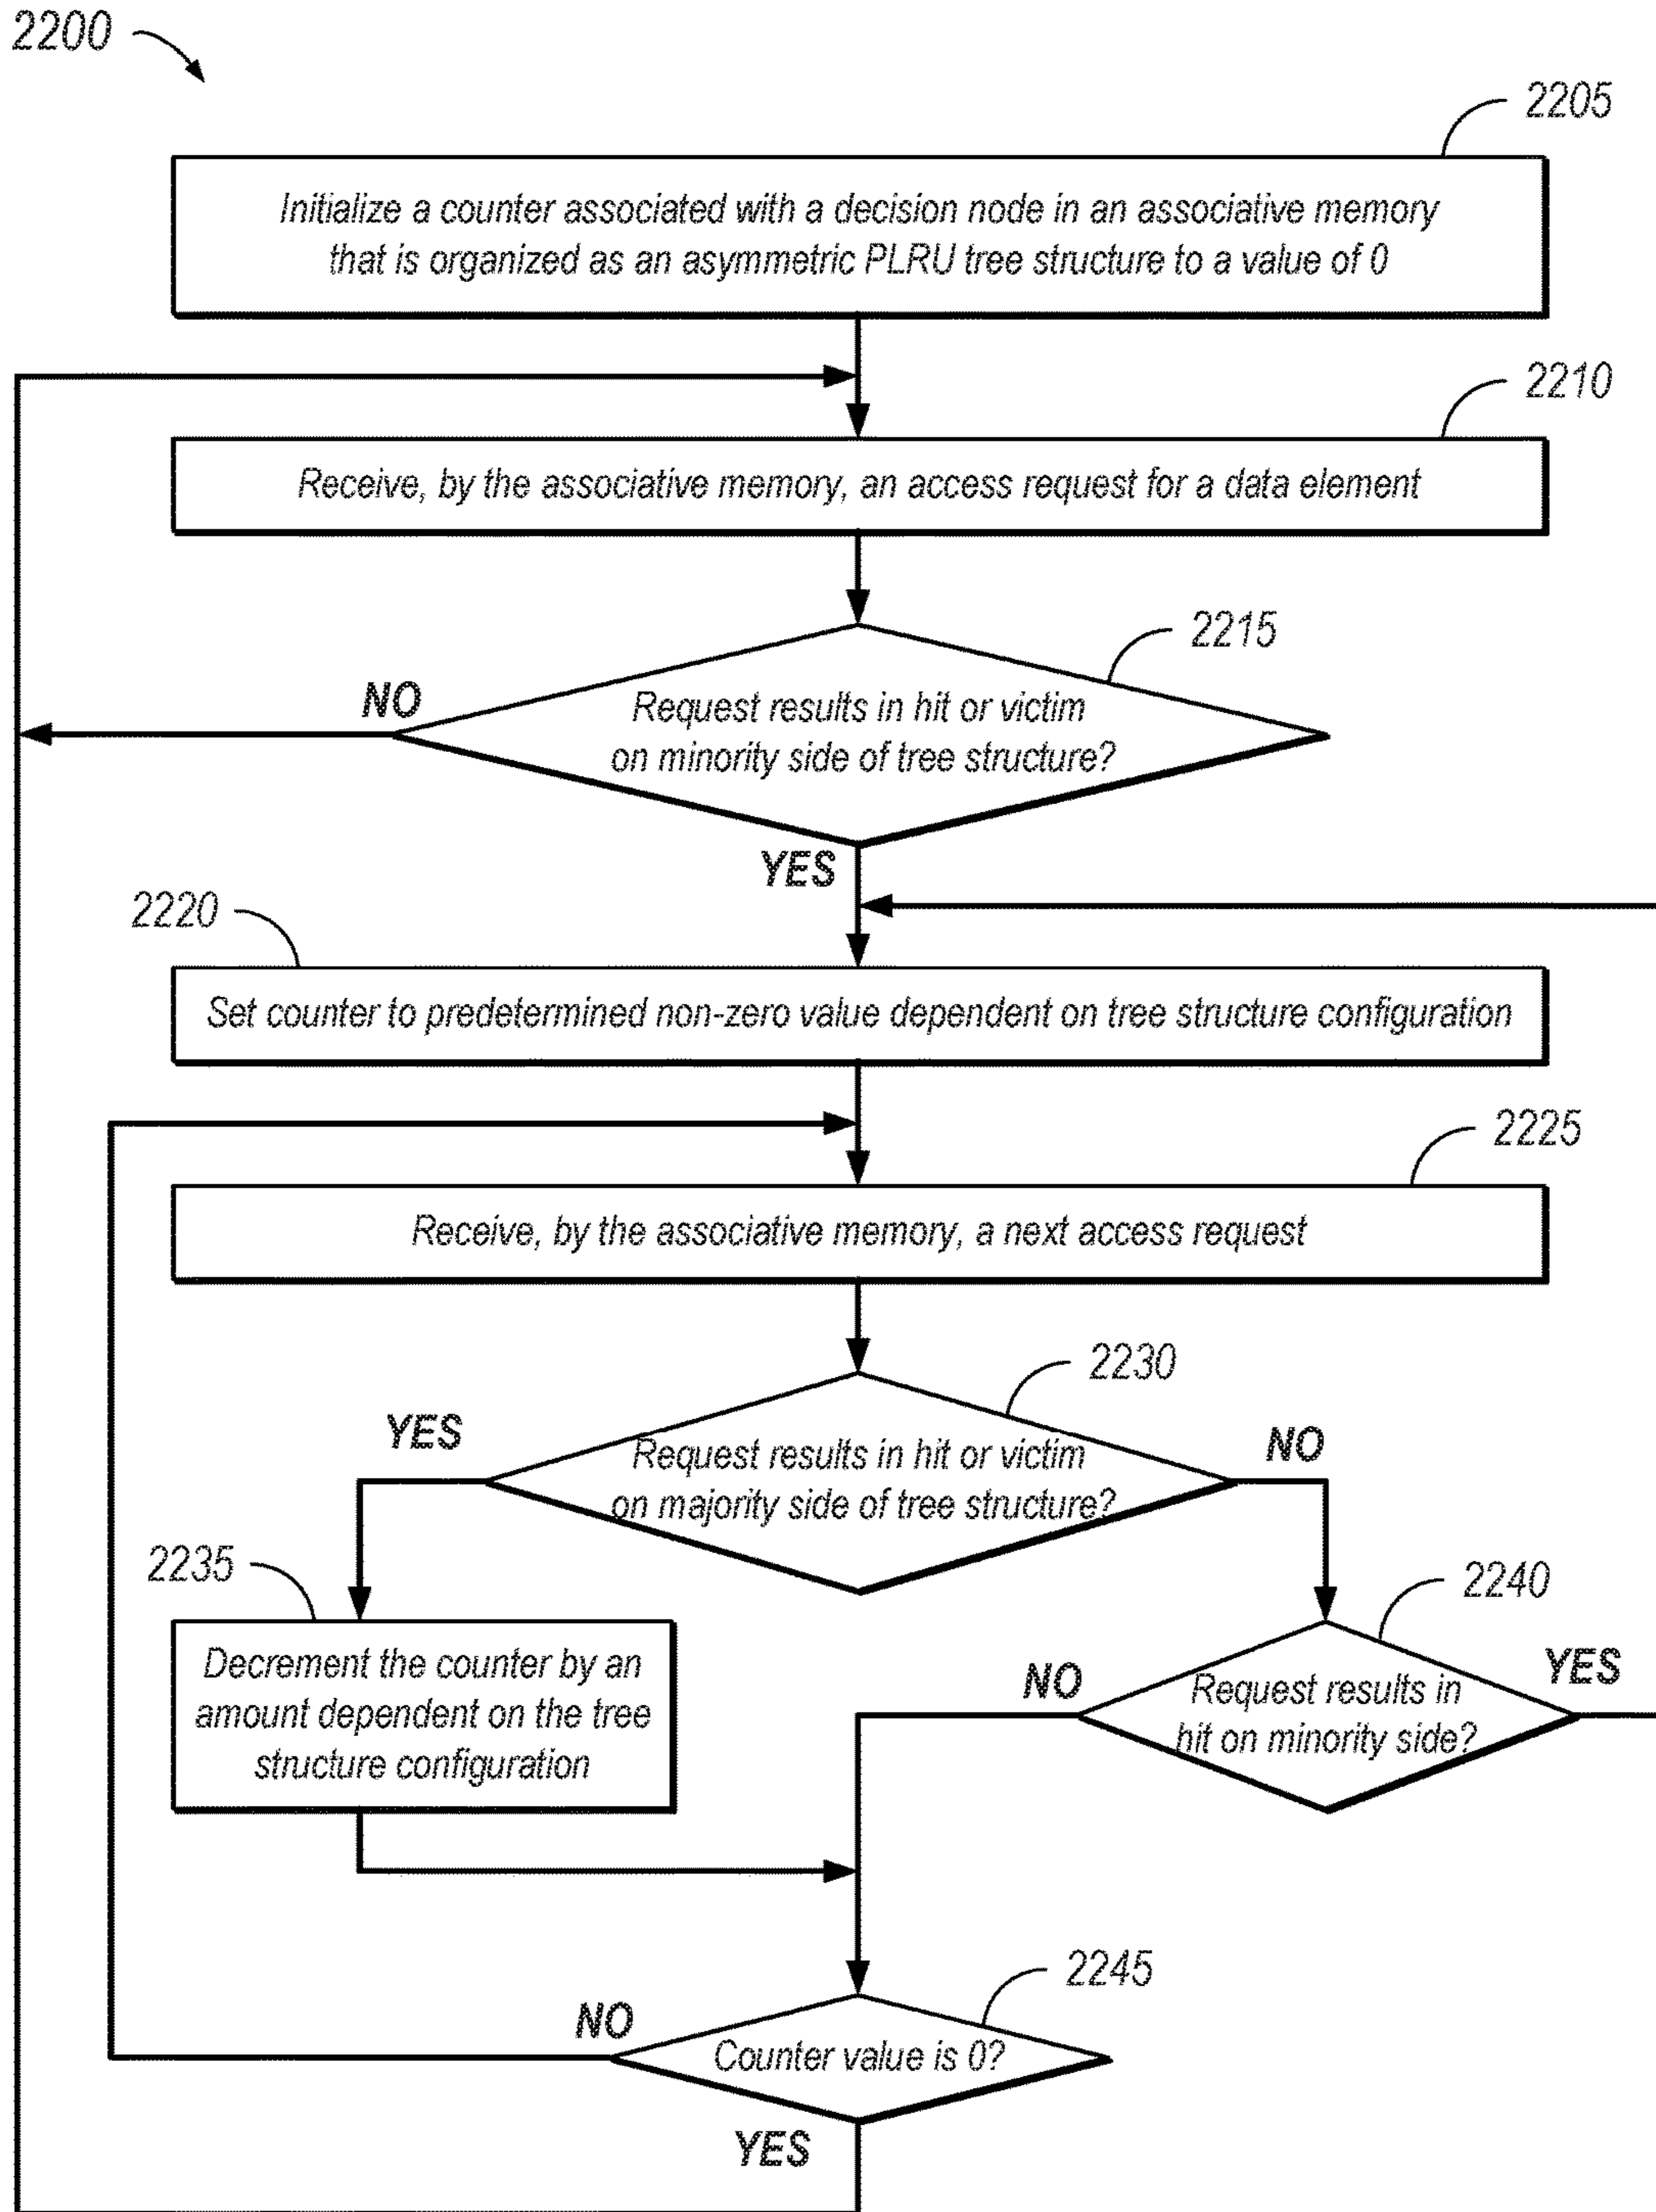 2200
2205
Initialize a counter associated with a decision node in an associative memory
that is organized as an asymmetric PLRU tree structure to a value of 0
2210
Receive, by the associative memory, an access request for a data element
2215
NO
Request results in hit or victim
on minority side of tree structure?
YES
2220
Set counter to predetermined non-zero value dependent on tree structure configuration
2225
Receive, by the associative memory, a next access request
2230
YES
Request results in hit or victim
on majority side of tree structure?
NO
2235
Decrement the counter by an
amount dependent on the tree
structure configuration
2240
NO
Request results in
hit on minority side?
YES
2245
NO
Counter value is 0?
YES